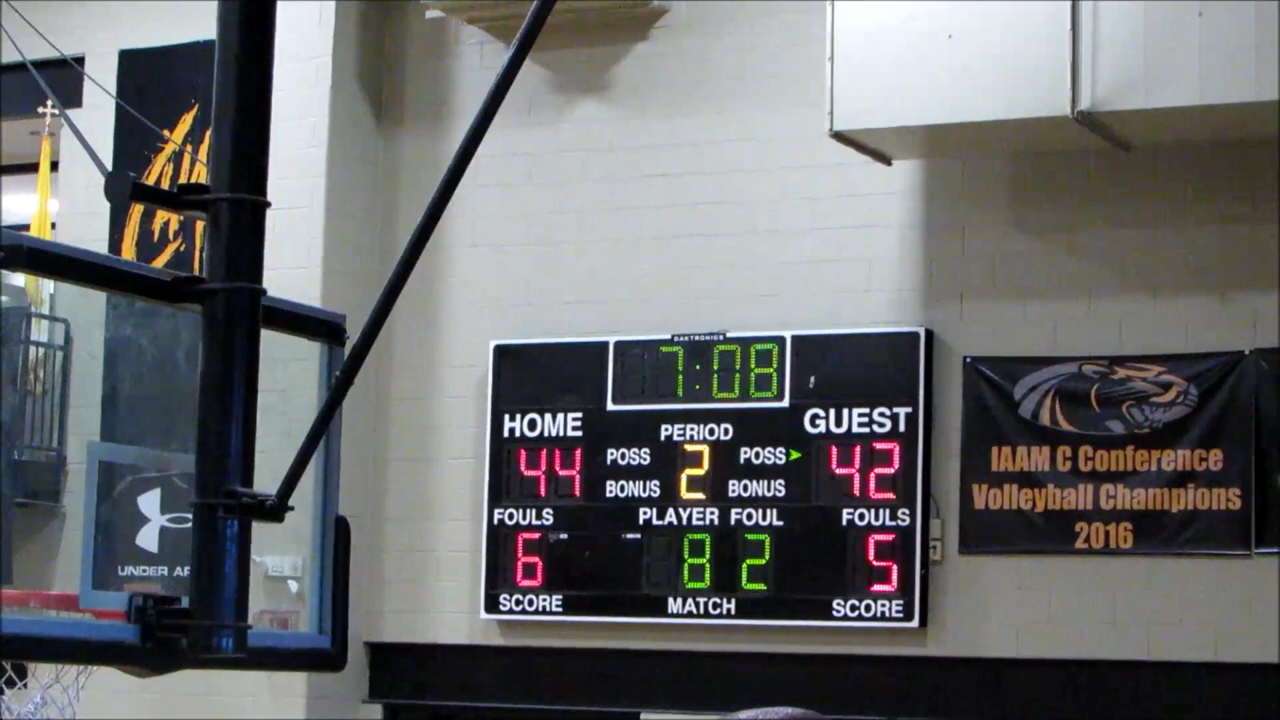 DAKTRONICS
7:08
HOME
GUEST
PERIOD
44
POSS
2
POSS
42
BONUS
BONUS
FOULS
PLAYER FOUL
FOULS
6
8
2
5
SCORE
MATCH
SCORE
IAAM C Conference
Volleyball Champions
2016
UNDER AR